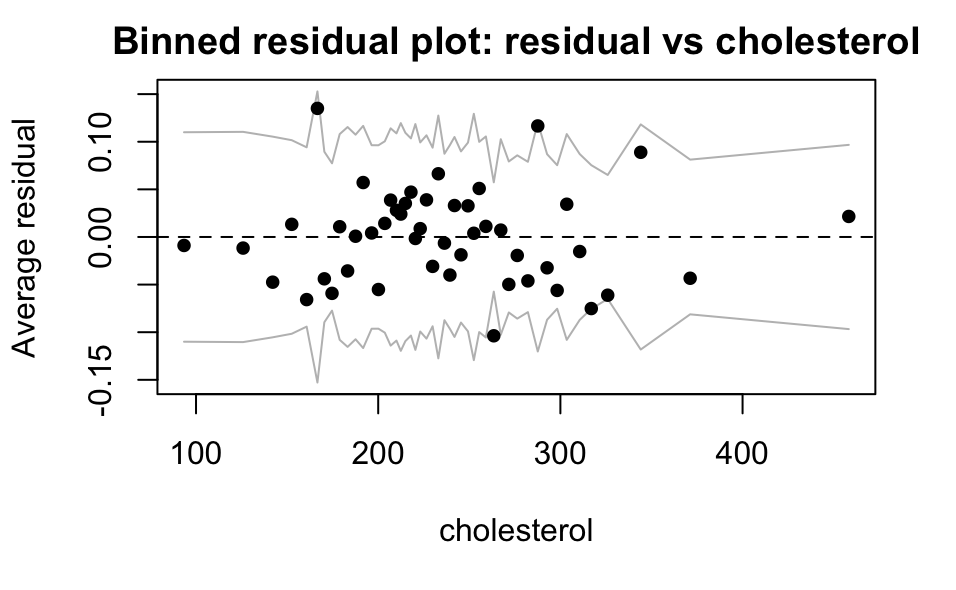 Binned residual plot: residual vs cholesterol
Average residual
0.10
0.00
-0.15
100 200 300 400
cholesterol